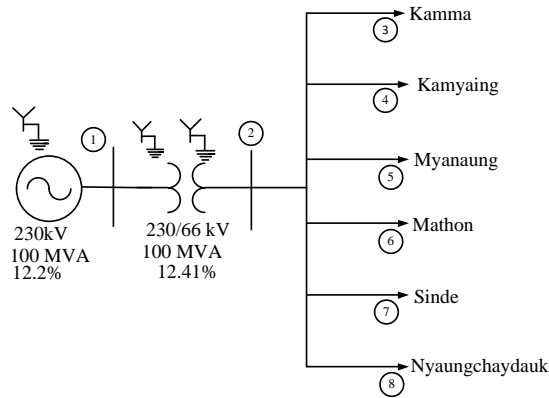 3
Kamma
4
Kamyaing
1
2
5
Myanaung
6
Mathon
230kV
100 MVA
12.2%
230/66 kV
100 MVA
12.41%
7
Sinde
8
Nyaungchaydauk